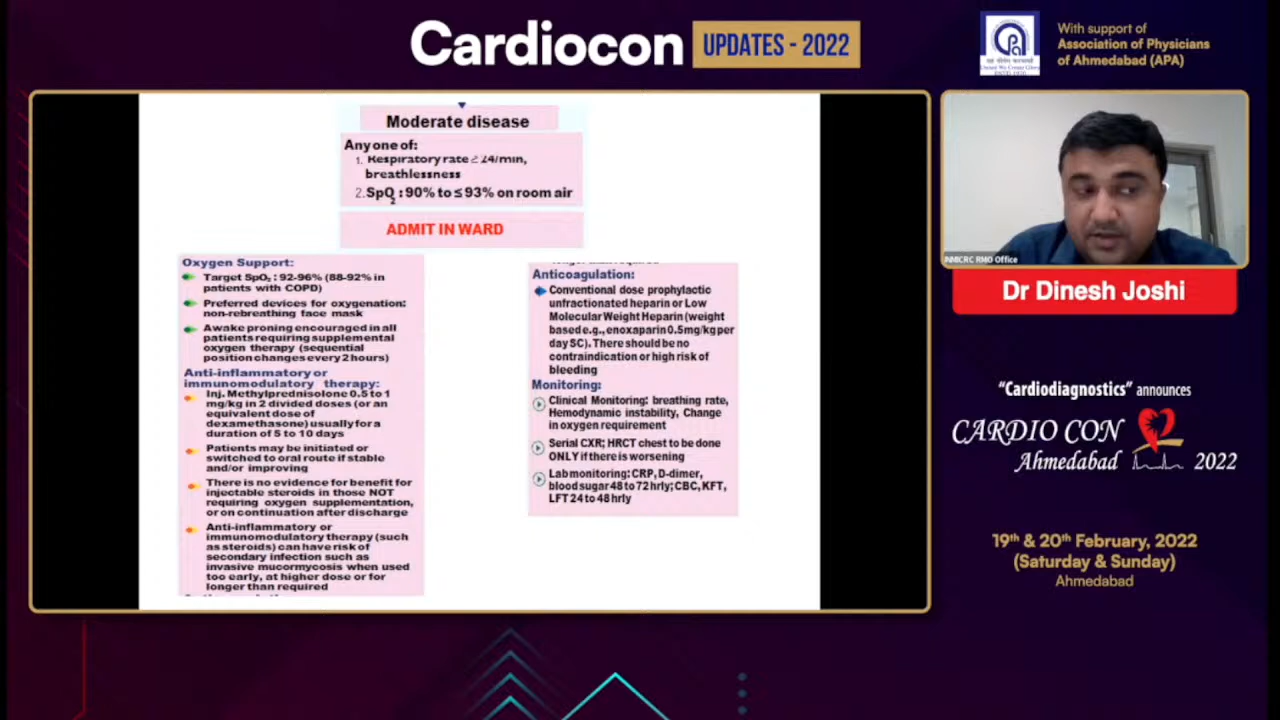 Cardiocon
UPDATES - 2022
With support of
Association of Physicians
of Ahmedabad (APA)
Moderate disease
Any one of:
1. Respiratory rate ≥ 24/min,
breathlessness
2. SpO2 : 90% to ≤ 93% on room air
ADMIT IN WARD
Oxygen Support:
Target SpO2 : 92-96% (88-92% in
patients with COPD)
Preferred devices for oxygenation:
non-rebreathing face mask
Awake proning encouraged in all
patients requiring supplemental
oxygen therapy (sequential
position changes every 2 hours)
Anti-inflammatory or
immunomodulatory therapy:
Inj. Methylprednisolone 0.5 to 1
mg/kg in 2 divided doses (or an
equivalent dose of
dexamethasone) usually for a
duration of 5 to 10 days
Patients may be initiated or
switched to oral route if stable
and/or improving
There is no evidence for benefit for
injectable steroids in those NOT
requiring oxygen supplementation,
or on continuation after discharge
Anti-inflammatory or
immunomodulatory therapy (such
as steroids) can have risk of
secondary infection such as
invasive mucormycosis when used
too early, at higher dose or for
longer than required
Anticoagulation:
Conventional dose prophylactic
unfractionated heparin or Low
Molecular Weight Heparin (weight
based e.g., enoxaparin 0.5mg/kg per
day SC). There should be no
contraindication or high risk of
bleeding
Monitoring:
Clinical Monitoring: breathing rate,
Hemodynamic instability, Change
in oxygen requirement
Serial CXR; HRCT chest to be done
ONLY if there is worsening
Lab monitoring: CRP, D-dimer,
blood sugar 48 to 72 hrly; CBC, KFT,
LFT 24 to 48 hrly
RMO Office
Dr Dinesh Joshi
“Cardiodiagnostics” announces
CARDIO CON
Ahmedabad 2022
19th & 20th February, 2022
(Saturday & Sunday)
Ahmedabad